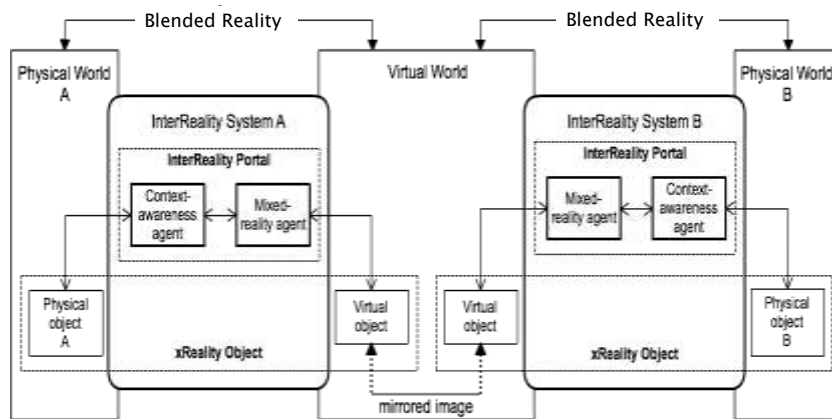 Blended Reality
Blended Reality
Physical World
A
Virtual World
Physical World
B
InterReality System A
InterReality Portal
Context-
awareness
agent
Mixed-
reality agent
InterReality System B
InterReality Portal
Mixed-
reality agent
Context-
awareness
agent
Physical
object
A
Virtual
object
xReality Object
Virtual
object
Physical
object
B
xReality Object
mirrored image